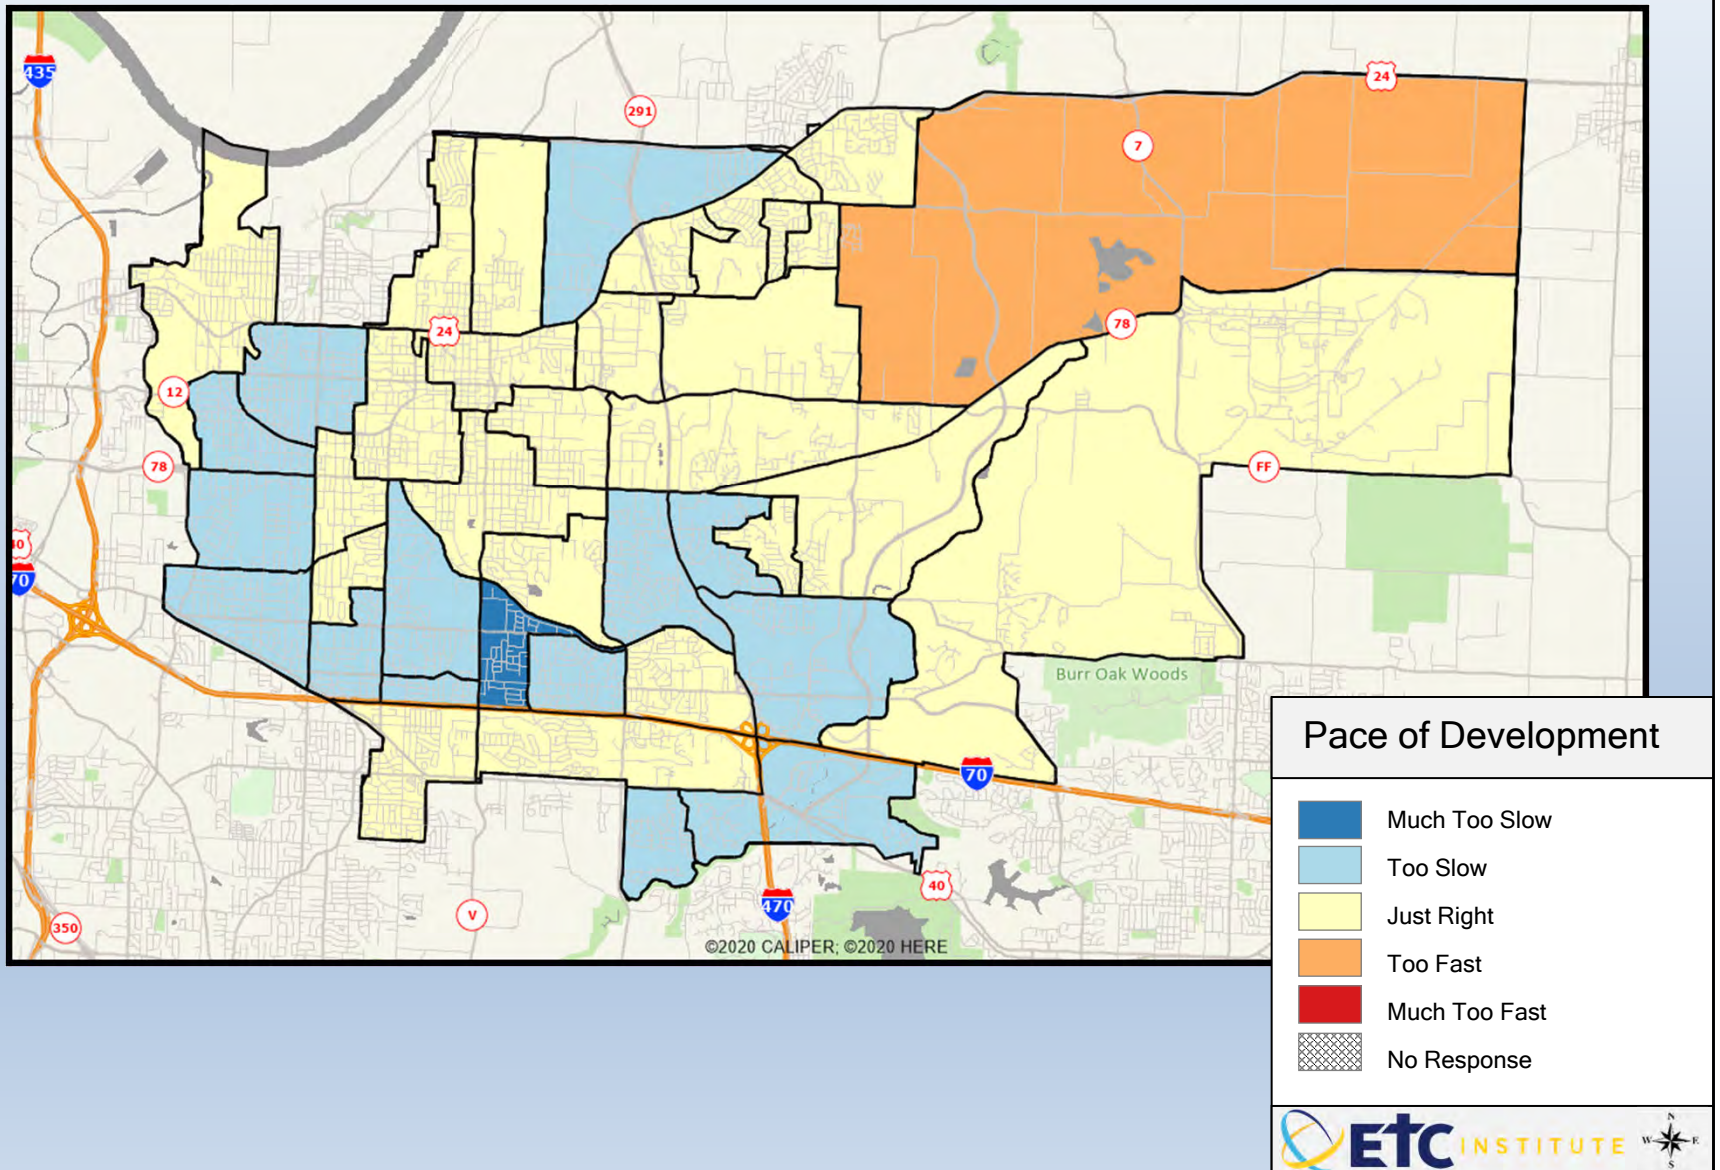 435
291
24
7
24
78
12
78
FF
40
70
Burr Oak Woods
70
40
V
470
350
©2020 CALIPER; ©2020 HERE
Pace of Development
Much Too Slow
Too Slow
Just Right
Too Fast
Much Too Fast
No Response
ETC INSTITUTE
N
W E
S